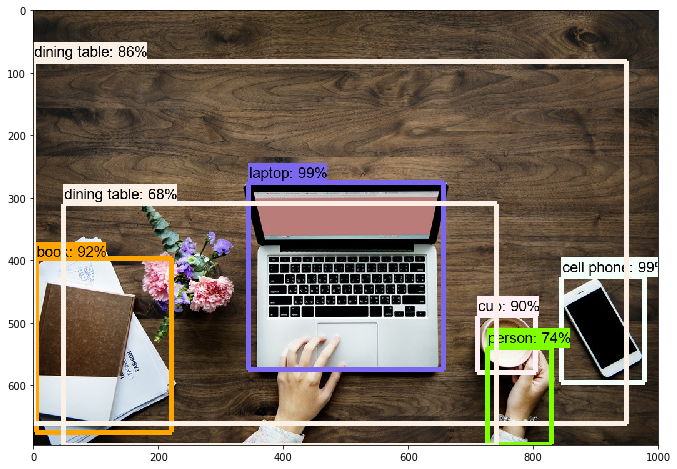 0
100
200
300
400
500
600
dining table: 86%
laptop: 99%
dining table: 68%
book: 92%
cell phone: 99%
cup: 90%
person: 74%
0
200
400
600
800
1000